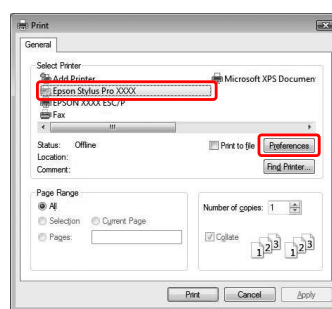 Print
General
Select Printer
Add Printer
Microsoft XPS Documen
Epson Stylus Pro XXXX
EPSON XXXX ESC/P
Fax
Status: Offline
Print to file
Preferences
Location:
Comment:
Find Printer...
Page Range
All
Selection
Current Page
Pages:
Number of copies: 1
Collate
1 2 3
1 2 3
Print
Cancel
Apply